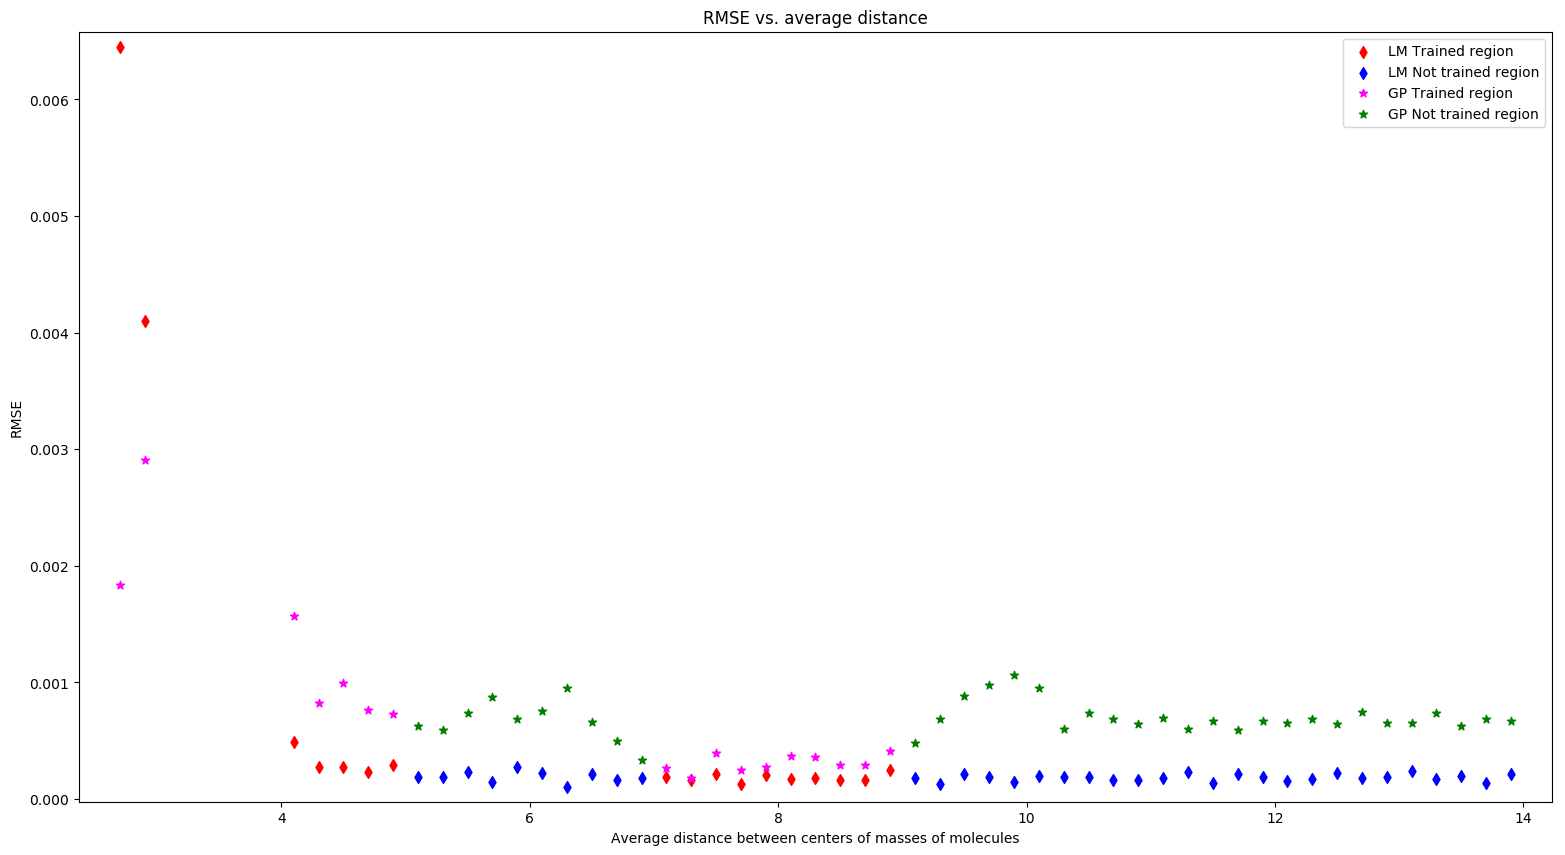 RMSE vs. average distance
LM Trained region
LM Not trained region
GP Trained region
GP Not trained region
0.006
0.005
0.004
0.003
0.002
0.001
0.000
RMSE
4
6
8
10
12
14
Average distance between centers of masses of molecules